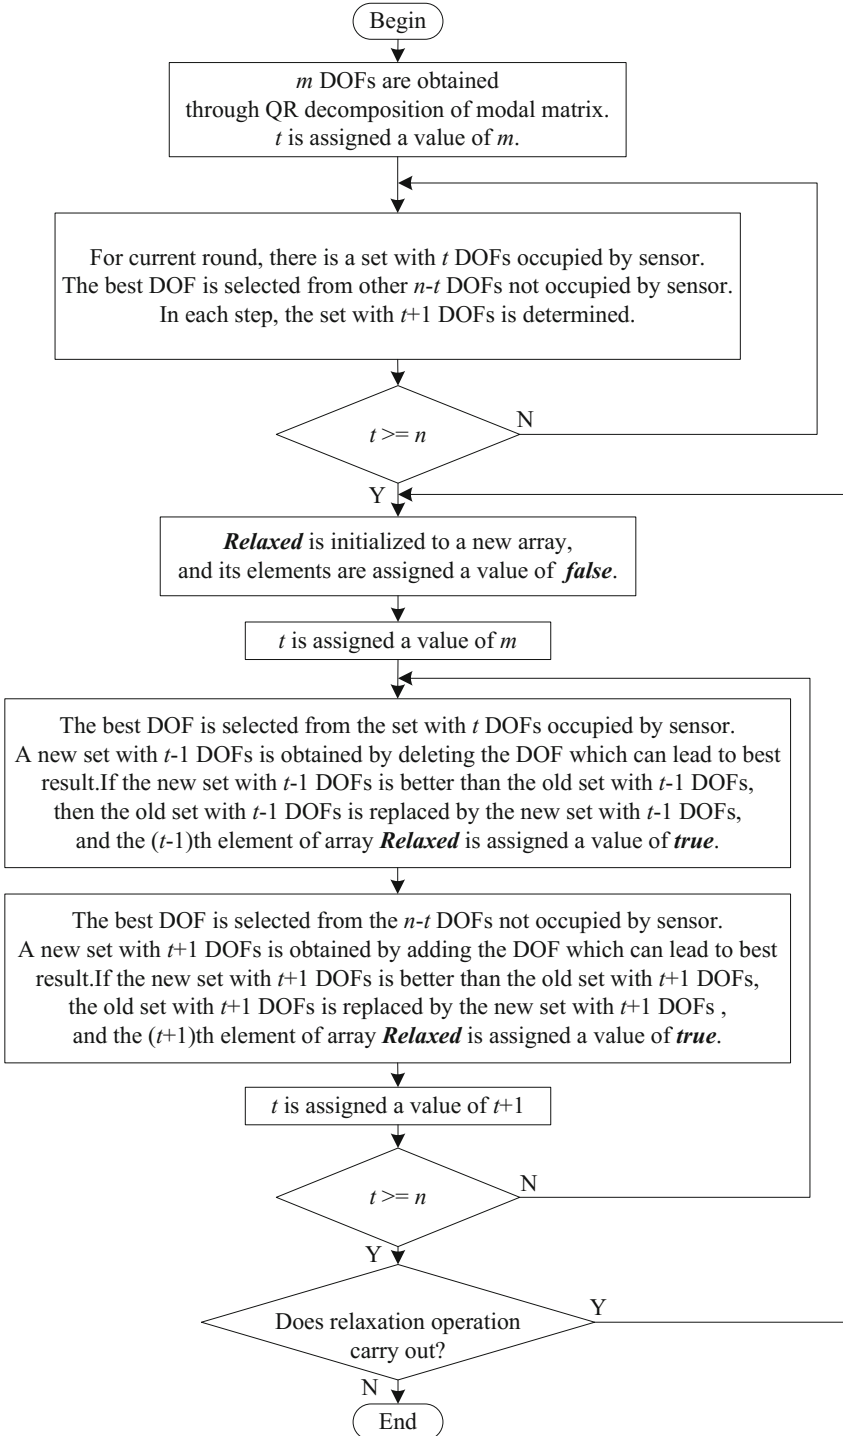 Begin
m DOFs are obtained
through QR decomposition of modal matrix.
t is assigned a value of m.
For current round, there is a set with t DOFs occupied by sensor.
The best DOF is selected from other n-t DOFs not occupied by sensor.
In each step, the set with t+1 DOFs is determined.
t >= n
N
Y
Relaxed is initialized to a new array,
and its elements are assigned a value of false.
t is assigned a value of m
The best DOF is selected from the set with t DOFs occupied by sensor.
A new set with t-1 DOFs is obtained by deleting the DOF which can lead to best
result.If the new set with t-1 DOFs is better than the old set with t-1 DOFs,
then the old set with t-1 DOFs is replaced by the new set with t-1 DOFs,
and the (t-1)th element of array Relaxed is assigned a value of true.
The best DOF is selected from the n-t DOFs not occupied by sensor.
A new set with t+1 DOFs is obtained by adding the DOF which can lead to best
result.If the new set with t+1 DOFs is better than the old set with t+1 DOFs,
the old set with t+1 DOFs is replaced by the new set with t+1 DOFs ,
and the (t+1)th element of array Relaxed is assigned a value of true.
t is assigned a value of t+1
t >= n
N
Y
Does relaxation operation
carry out?
Y
N
End